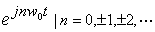 e^{jnw_0t} | n = 0,±1,±2,⋯